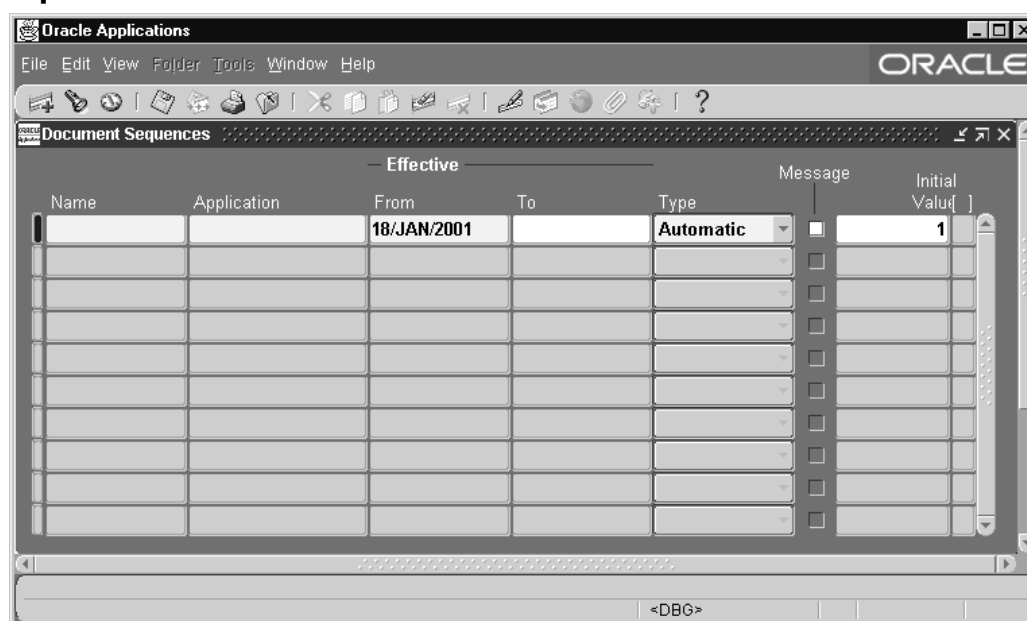 Oracle Applications
File Edit View Folder Tools Window Help
ORACLE
?
Document Sequences
Effective
Message
Initial
Name Application From To Type Value[ ]
18/JAN/2001 Automatic 1
<DBG>